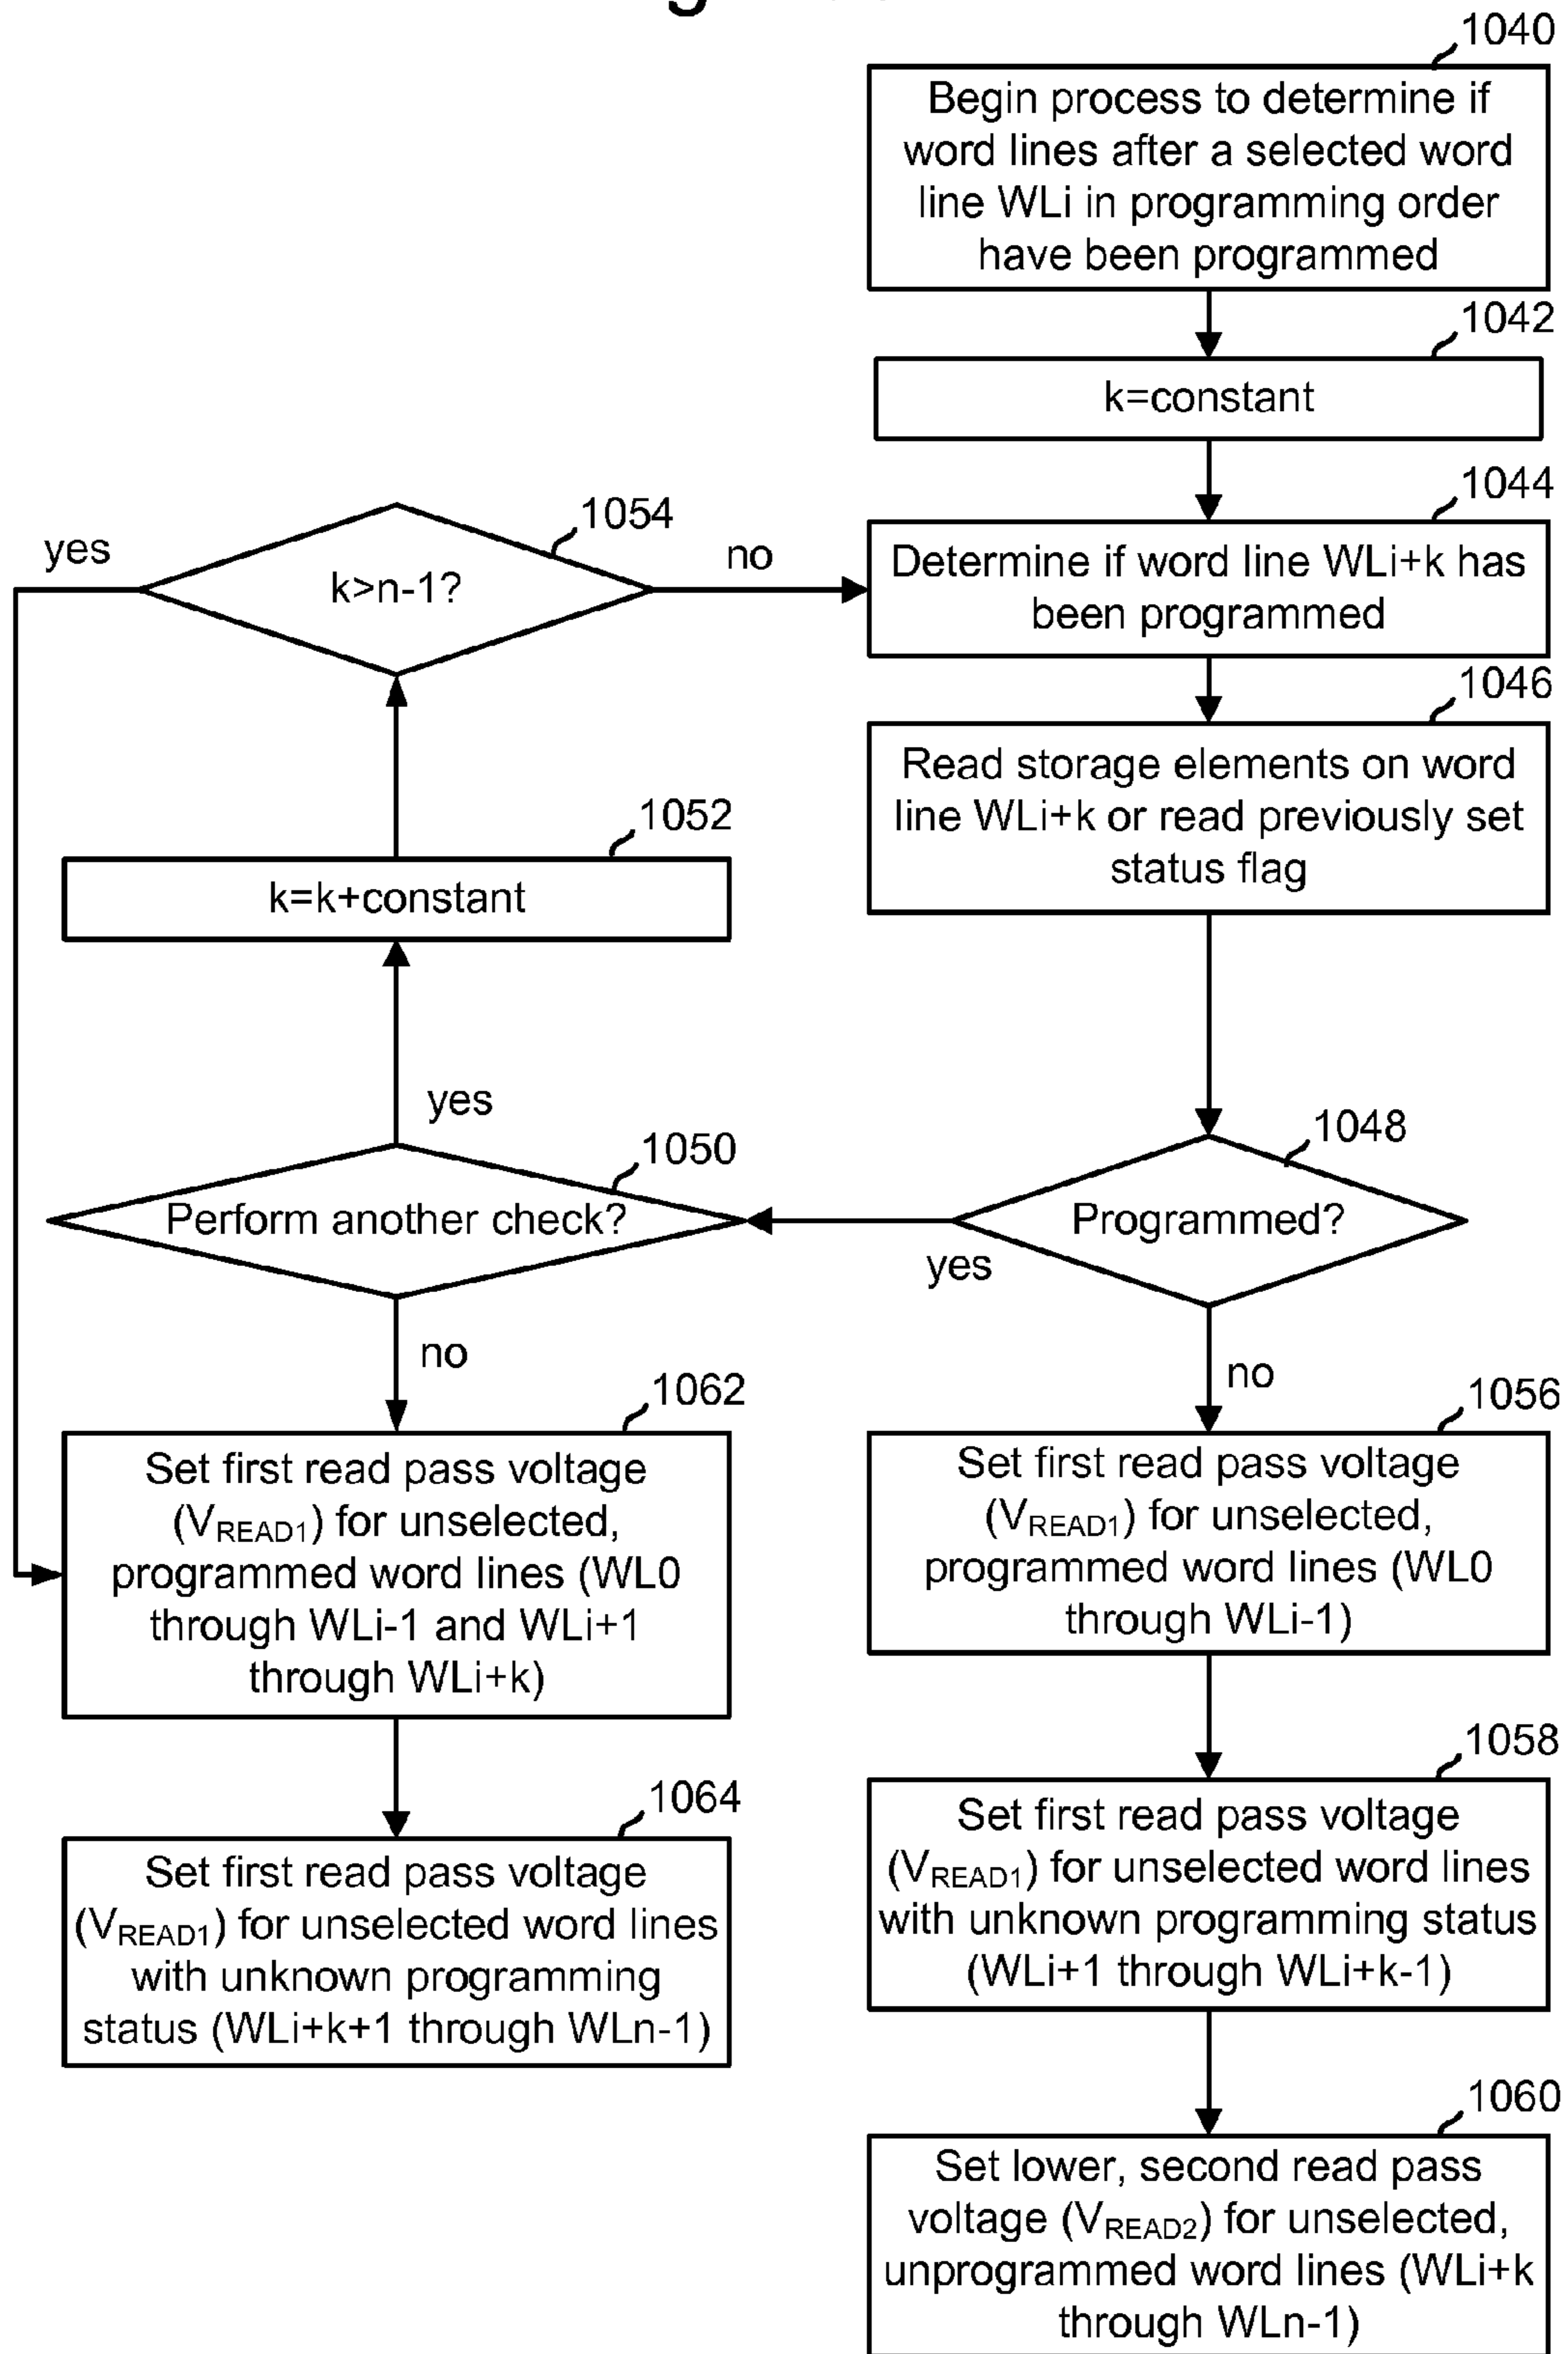 1040
Begin process to determine if
word lines after a selected word
line WLi in programming order
have been programmed
1042
k=constant
1044
Determine if word line WLi+k has
been programmed
1054
k>n-1?
yes
no
1046
Read storage elements on word
line WLi+k or read previously set
status flag
1052
k=k+constant
yes
1048
Programmed?
yes
no
1050
Perform another check?
no
1062
Set first read pass voltage
(VREAD1) for unselected,
programmed word lines (WL0
through WLi-1 and WLi+1
through WLi+k)
1056
Set first read pass voltage
(VREAD1) for unselected,
programmed word lines (WL0
through WLi-1)
1064
Set first read pass voltage
(VREAD1) for unselected word lines
with unknown programming
status (WLi+k+1 through WLn-1)
1058
Set first read pass voltage
(VREAD1) for unselected word lines
with unknown programming status
(WLi+1 through WLi+k-1)
1060
Set lower, second read pass
voltage (VREAD2) for unselected,
unprogrammed word lines (WLi+k
through WLn-1)